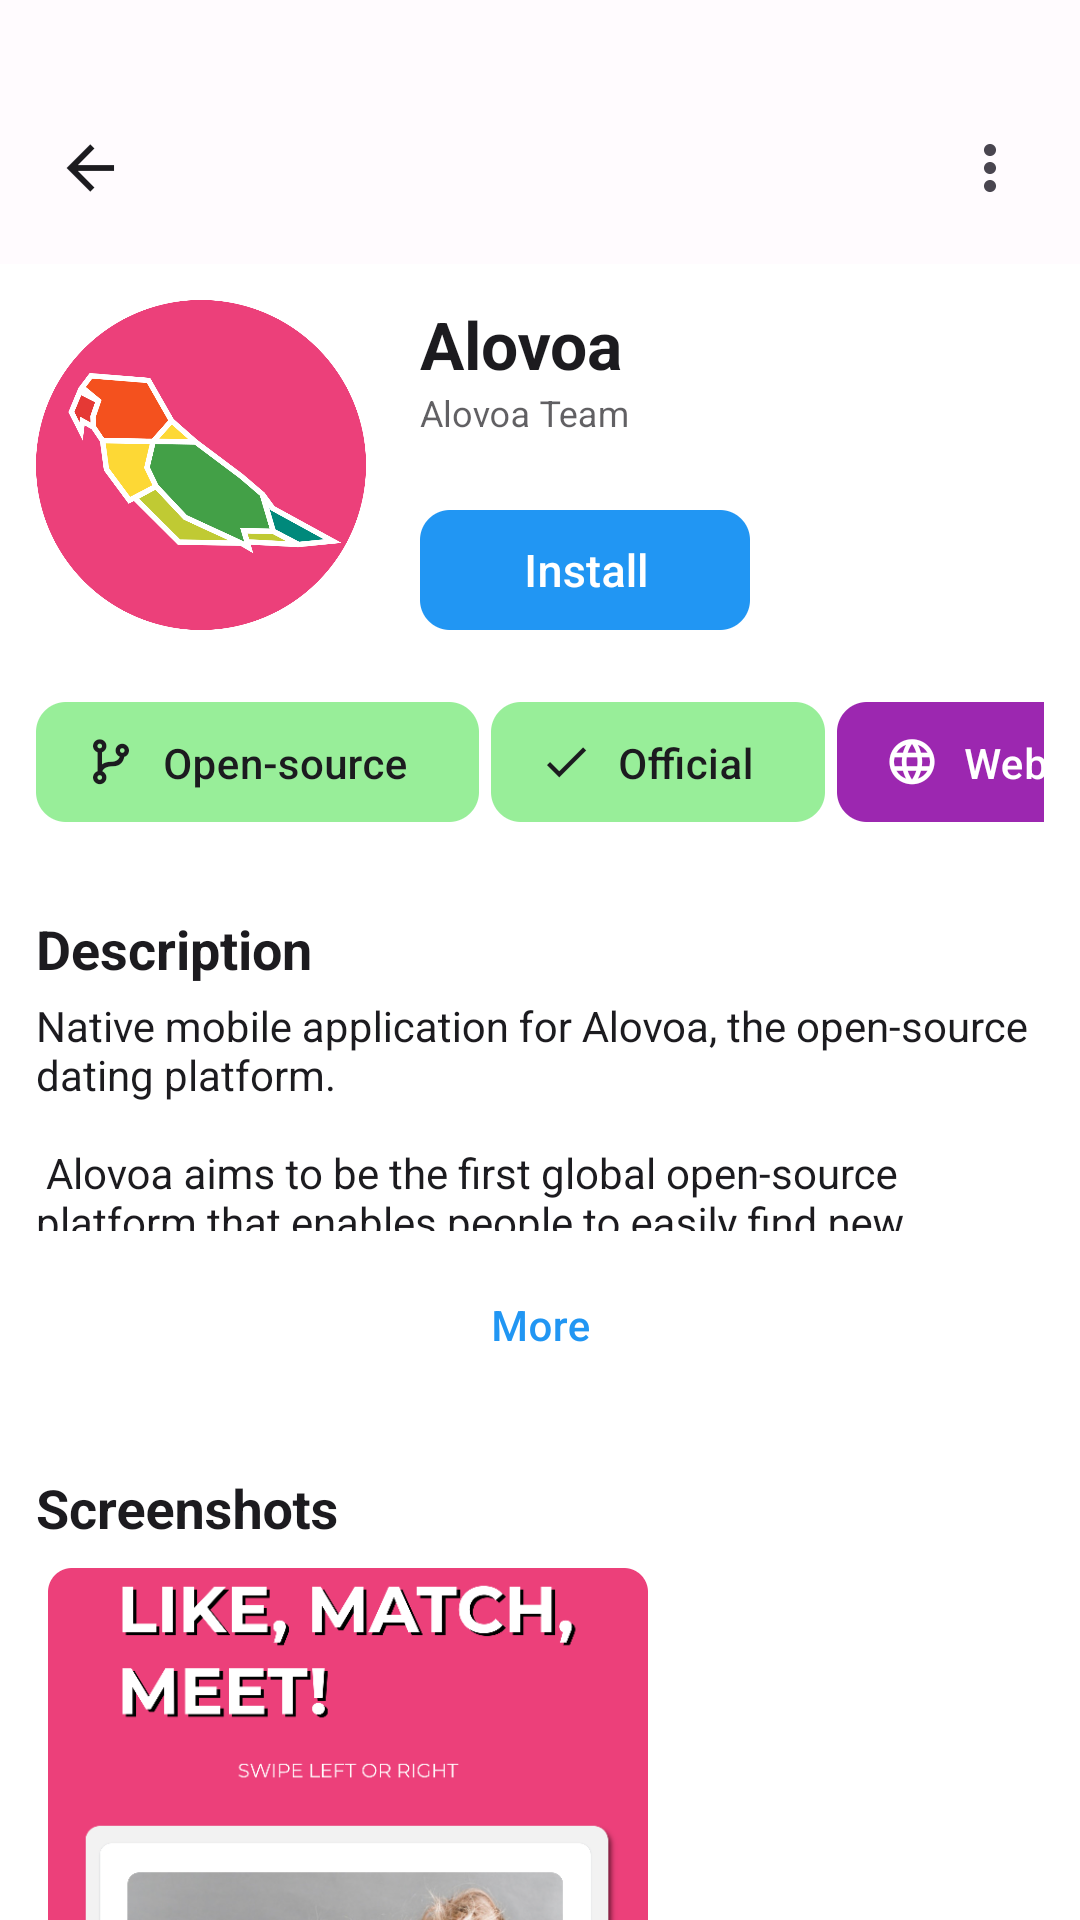 Alovoa
Alovoa Team
Install
Open-source
Official
Web
Description
Native mobile application for Alovoa, the open-source
dating platform.
Alovoa aims to be the first global open-source
platform that enables people to easily find new
More
Screenshots
LIKE, MATCH,
MEET!
SWIPE LEFT OR RIGHT